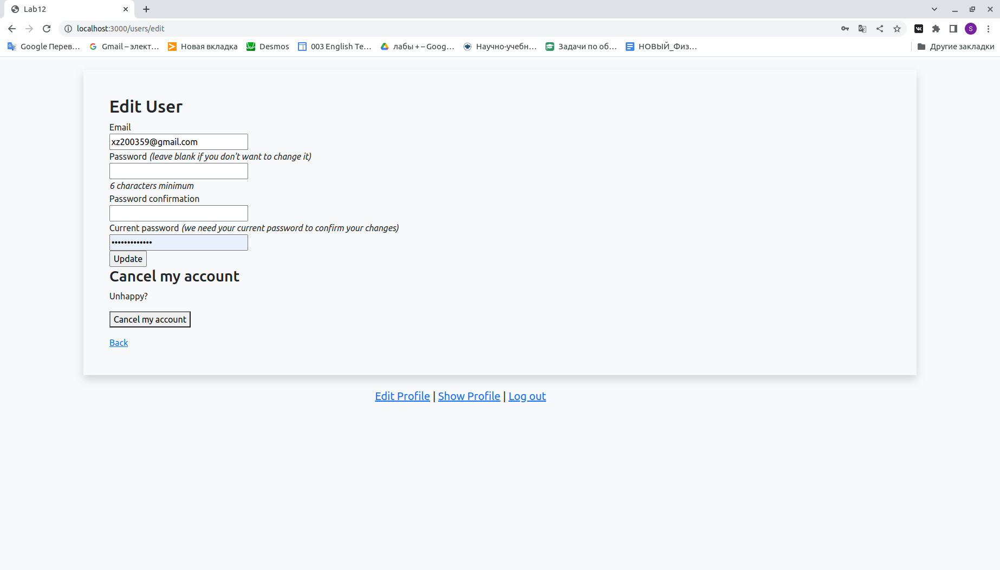 Lab12
localhost:3000/users/edit
S
Google Перев...
Gmail – элект...
Новая вкладка
Desmos
003 English Te...
лабы + – Goog...
Научно-учебн...
Задачи по об...
НОВЫЙ_Физ...
Другие закладки
Edit User
Email
xz200359@gmail.com
Password (leave blank if you don't want to change it)
6 characters minimum
Password confirmation
Current password (we need your current password to confirm your changes)
•••••••••••••
Update
Cancel my account
Unhappy?
Cancel my account
Back
Edit Profile | Show Profile | Log out